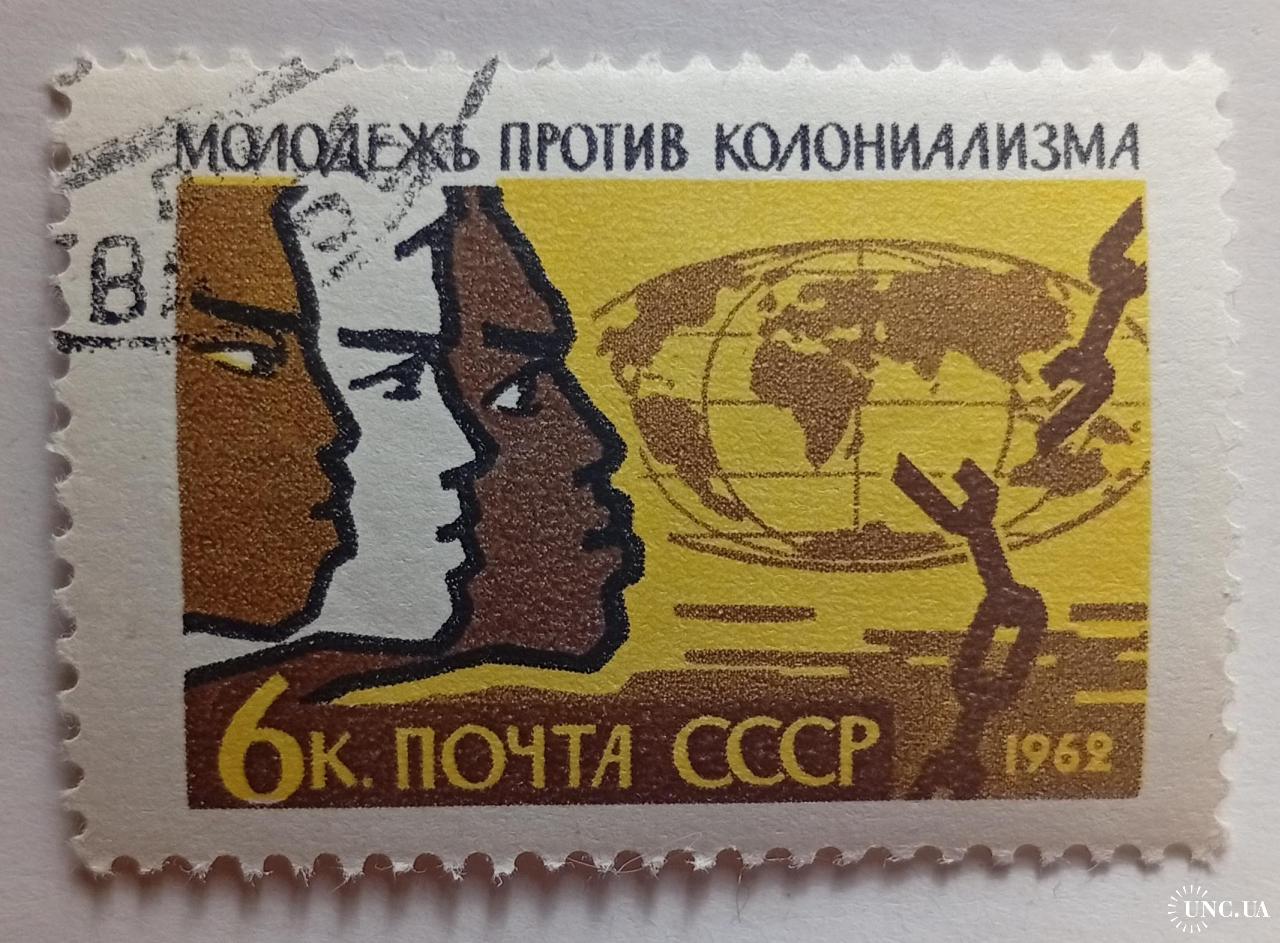 МОЛОДЕЖЬ ПРОТИВ КОЛОНИАЛИЗМА
6К. ПОЧТА СССР
1962
UNC.UA